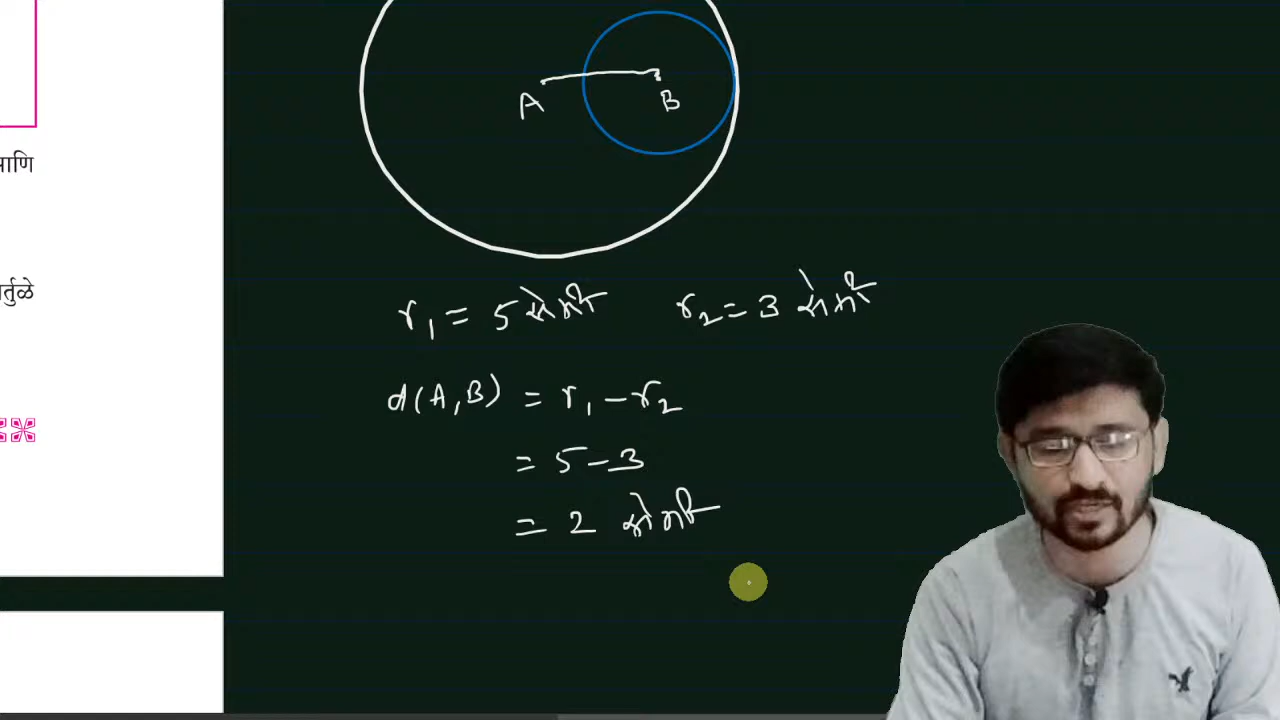 A B
ाणि
र्तुळे
r₁ = 5 सेमी r₂ = 3 सेमी
d(A,B) = r₁ - r₂
= 5 - 3
= 2 सेमी